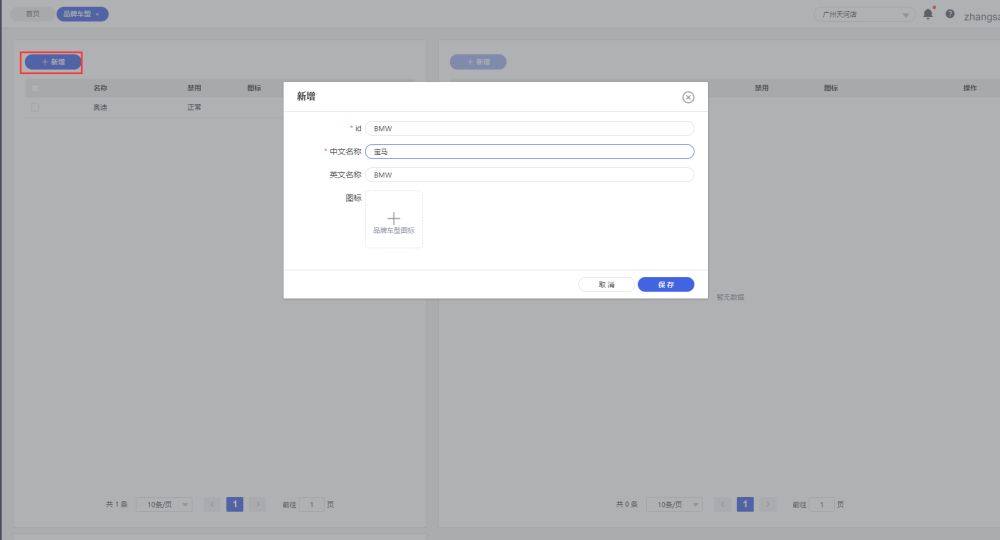 首页
品牌车型 ×
广州天河店
zhangsa
+ 新增
+ 新增
名称 禁用 图标
禁用 图标 操作
奥迪 正常
新增
* id BMW
* 中文名称 宝马
英文名称 BMW
图标
品牌车型图标
取 消
保 存
暂无数据
共 1 条 10条/页 < 1 > 前往 1 页
共 0 条 10条/页 < 1 > 前往 1 页